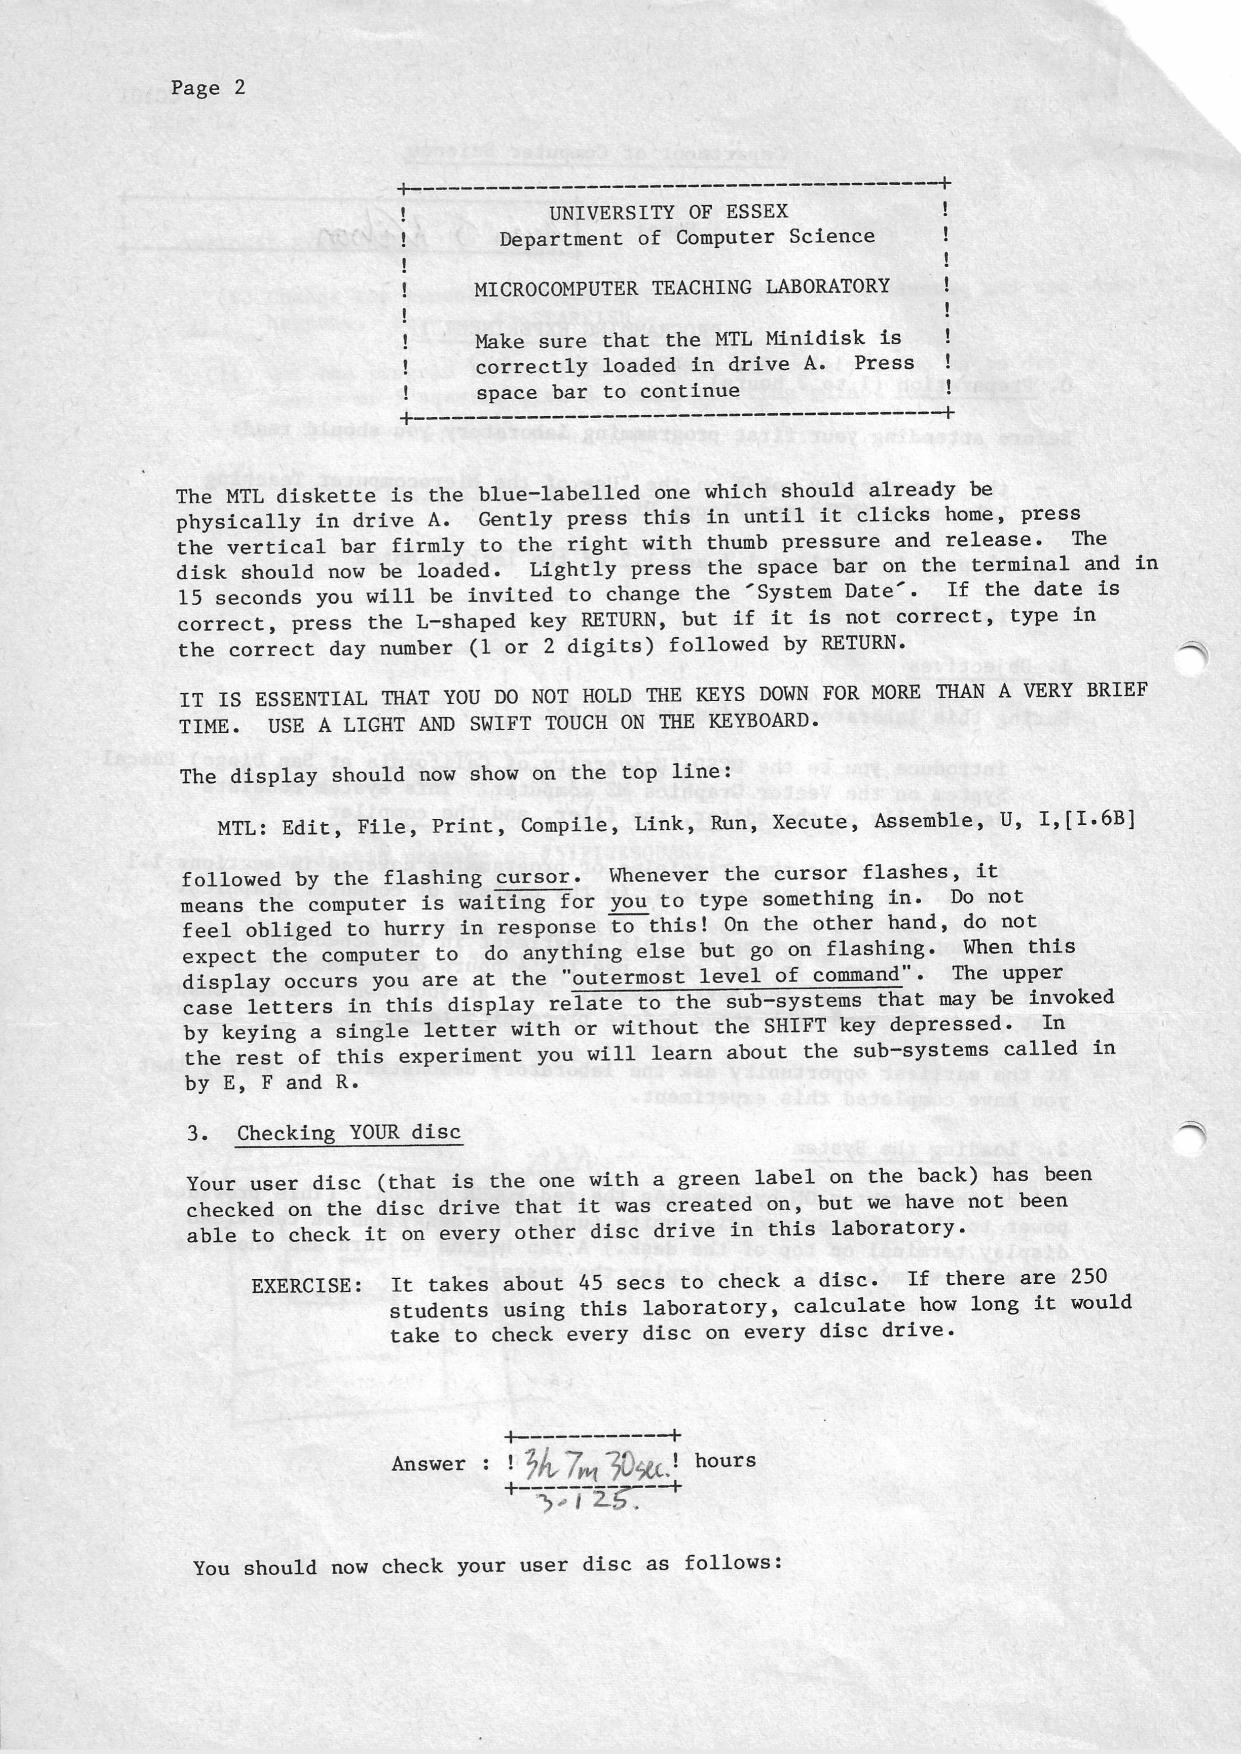 Page 2
+-------------------------------------------+
! UNIVERSITY OF ESSEX !
! Department of Computer Science !
! !
! MICROCOMPUTER TEACHING LABORATORY !
! !
! Make sure that the MTL Minidisk is !
! correctly loaded in drive A. Press !
! space bar to continue !
+-------------------------------------------+
The MTL diskette is the blue-labelled one which should already be
physically in drive A. Gently press this in until it clicks home, press
the vertical bar firmly to the right with thumb pressure and release. The
disk should now be loaded. Lightly press the space bar on the terminal and in
15 seconds you will be invited to change the ´System Date´. If the date is
correct, press the L-shaped key RETURN, but if it is not correct, type in
the correct day number (1 or 2 digits) followed by RETURN.
IT IS ESSENTIAL THAT YOU DO NOT HOLD THE KEYS DOWN FOR MORE THAN A VERY BRIEF
TIME. USE A LIGHT AND SWIFT TOUCH ON THE KEYBOARD.
The display should now show on the top line:
MTL: Edit, File, Print, Compile, Link, Run, Xecute, Assemble, U, I,[I.6B]
followed by the flashing cursor. Whenever the cursor flashes, it
means the computer is waiting for you to type something in. Do not
feel obliged to hurry in response to this! On the other hand, do not
expect the computer to do anything else but go on flashing. When this
display occurs you are at the "outermost level of command". The upper
case letters in this display relate to the sub-systems that may be invoked
by keying a single letter with or without the SHIFT key depressed. In
the rest of this experiment you will learn about the sub-systems called in
by E, F and R.
3. Checking YOUR disc
Your user disc (that is the one with a green label on the back) has been
checked on the disc drive that it was created on, but we have not been
able to check it on every other disc drive in this laboratory.
EXERCISE: It takes about 45 secs to check a disc. If there are 250
students using this laboratory, calculate how long it would
take to check every disc on every disc drive.
+-------------+
Answer : ! 3h 7m 30sec. ! hours
+-------------+
3.125.
You should now check your user disc as follows: